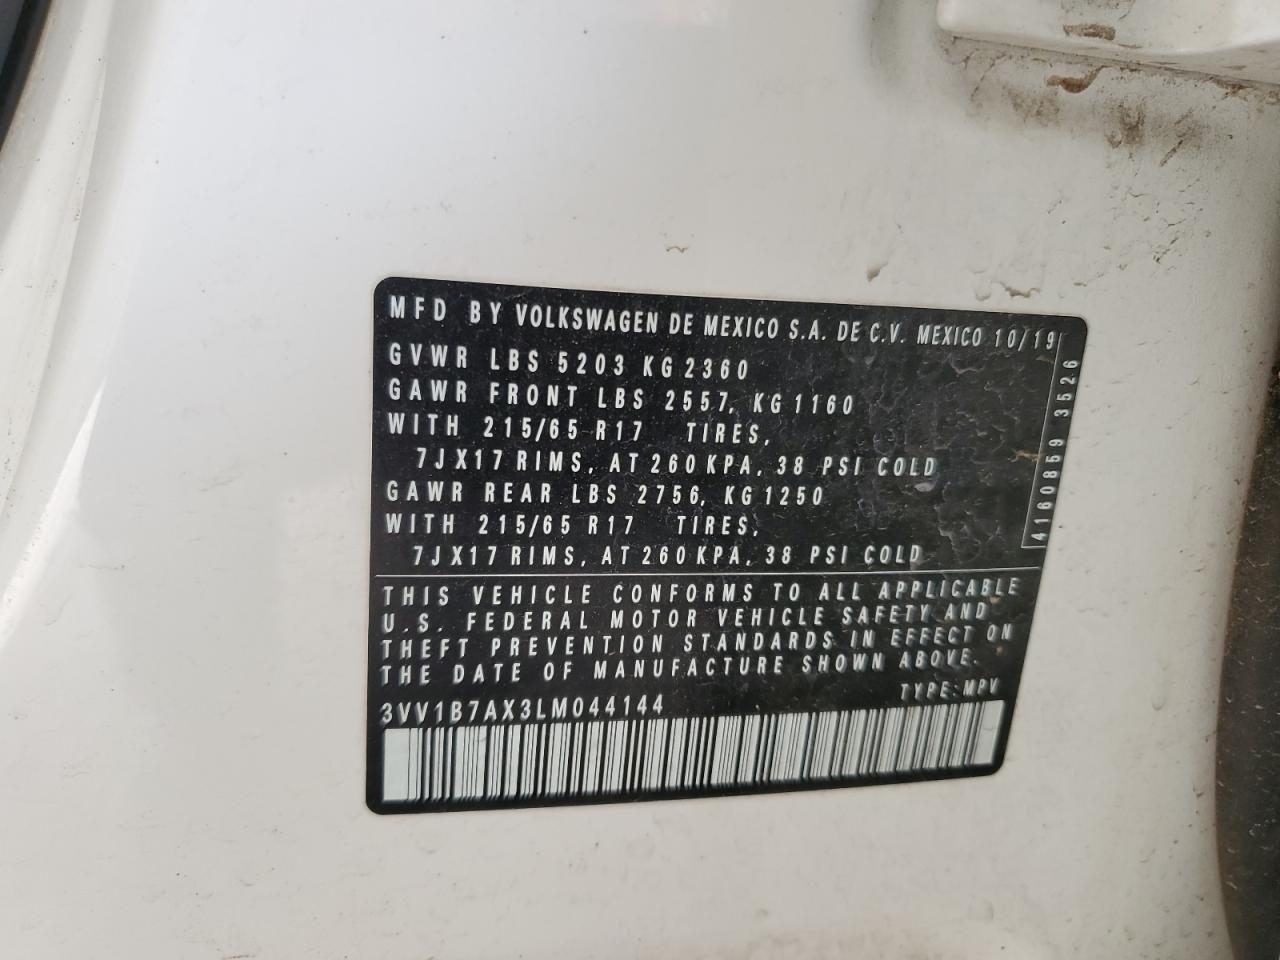 MFD BY VOLKSWAGEN DE MEXICO S.A. DE C.V. MEXICO 10/19
GVWR LBS 5203 KG 2360
GAWR FRONT LBS 2557, KG 1160
WITH 215/65 R17 TIRES,
7JX17 RIMS, AT 260 KPA, 38 PSI COLD
GAWR REAR LBS 2756, KG 1250
WITH 215/65 R17 TIRES,
7JX17 RIMS, AT 260 KPA, 38 PSI COLD
4160859 3526
THIS VEHICLE CONFORMS TO ALL APPLICABLE
U.S. FEDERAL MOTOR VEHICLE SAFETY AND
THEFT PREVENTION STANDARDS IN EFFECT ON
THE DATE OF MANUFACTURE SHOWN ABOVE.
TYPE: MPV
3VV1B7AX3LM044144